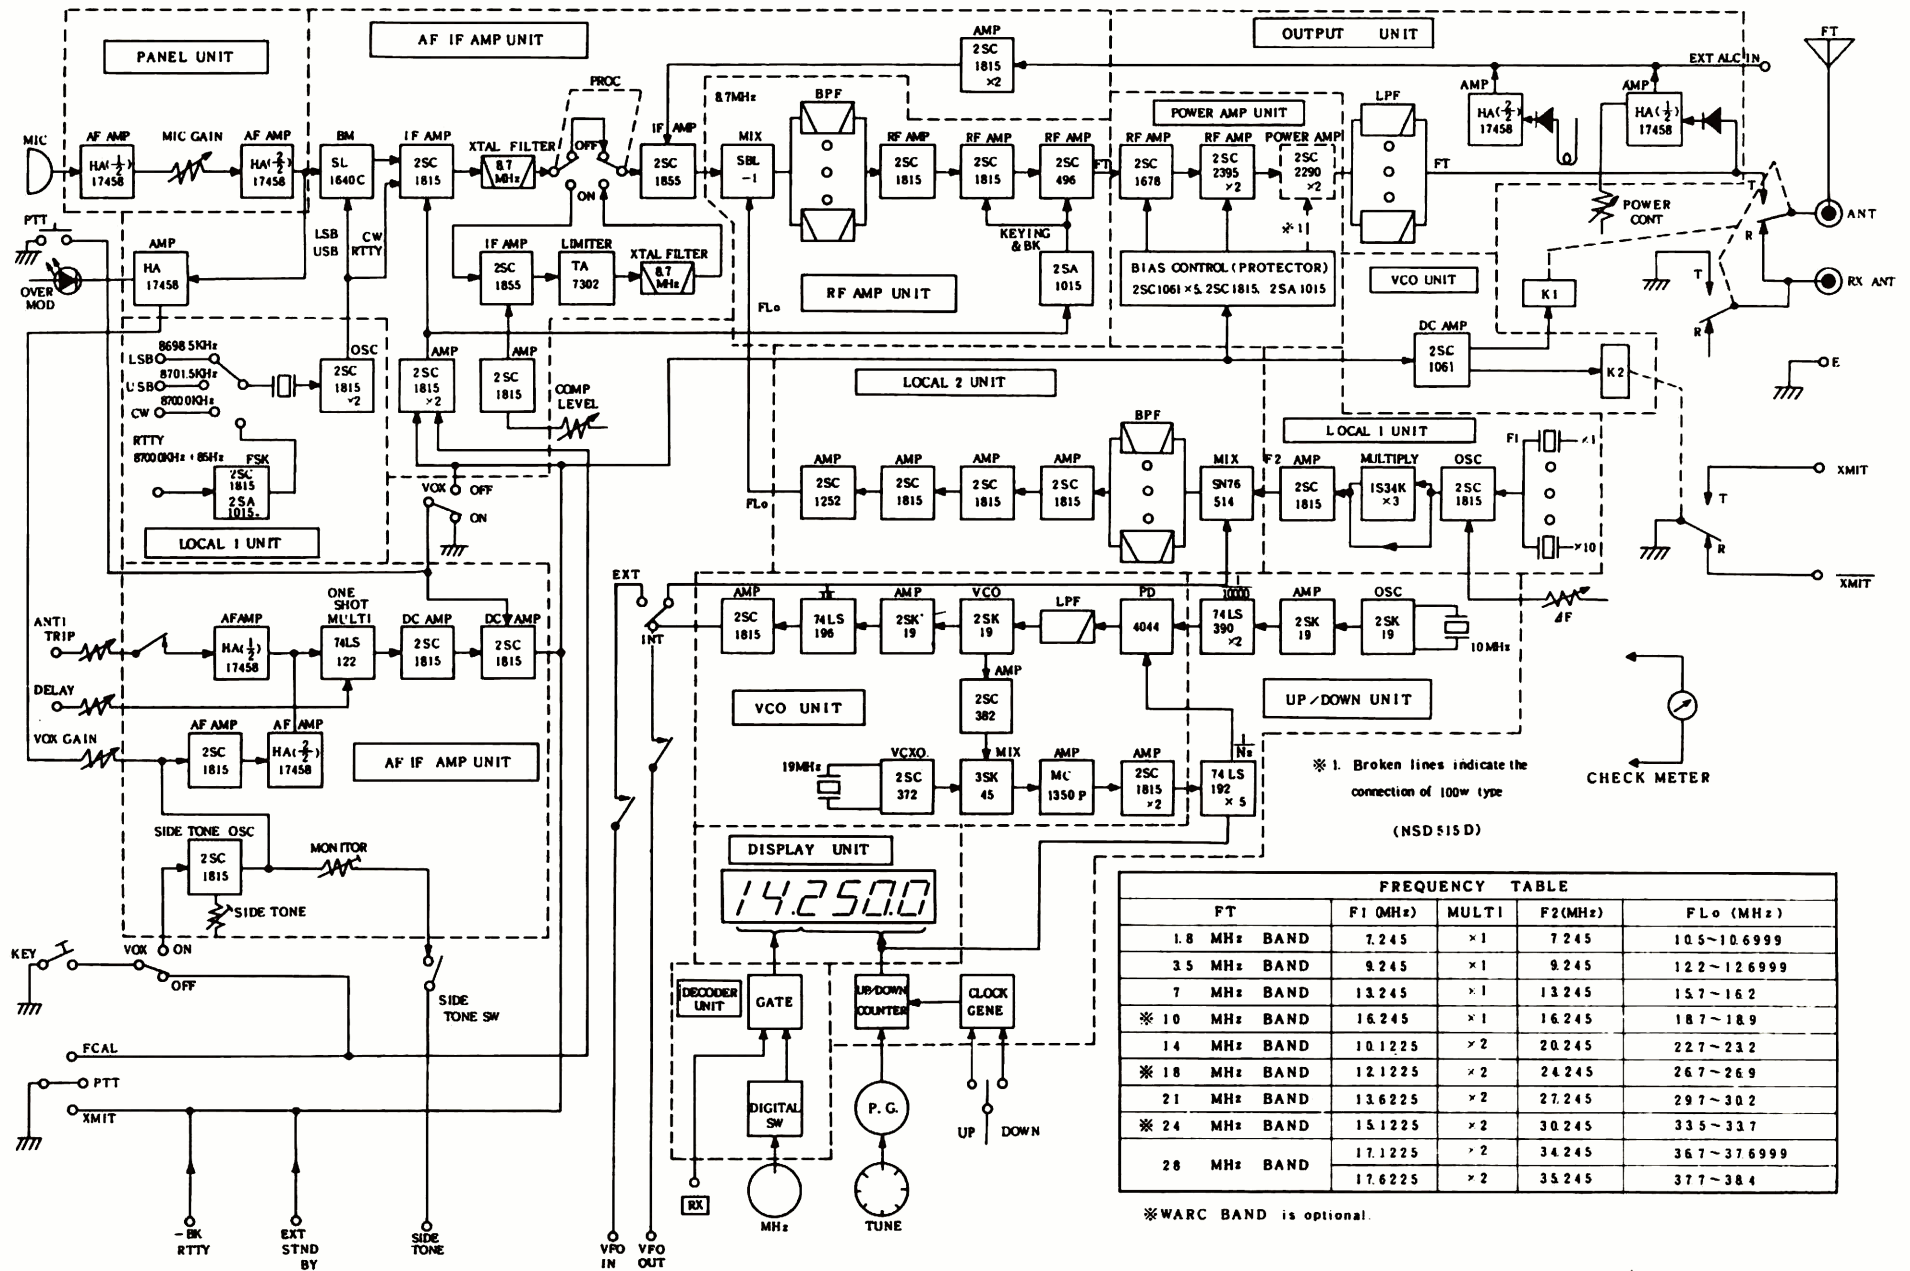 PANEL UNIT
AF IF AMP UNIT
OUTPUT UNIT
FT
EXT ALC IN
AMP
2SC
1815
×2
PROC
8.7MHz
BPF
POWER AMP UNIT
LPF
AMP
HA(2/2)
17458
AMP
HA(1/2)
17458
MIC
AF AMP
HA(1/2)
17458
MIC GAIN
AF AMP
HA(2/2)
17458
BM
SL
1640C
IF AMP
2SC
1815
XTAL FILTER
8.7
MHz
OFF
ON
IF AMP
2SC
1855
MIX
SBL
-1
RF AMP
2SC
1815
RF AMP
2SC
1815
RF AMP
2SC
496
FT
RF AMP
2SC
1678
RF AMP
2SC
2395
×2
POWER AMP
2SC
2290
×2
FT
T
R
ANT
POWER
CONT
PTT
OVER
MOD
AMP
HA
17458
LSB
USB
CW
RTTY
IF AMP
2SC
1855
LIMITER
TA
7302
XTAL FILTER
8.7
MHz
KEYING
& BK
※1
2SA
1015
RF AMP UNIT
BIAS CONTROL (PROTECTOR)
2SC1061×5, 2SC1815, 2SA1015
VCO UNIT
K1
T
R
RX ANT
FLo
8698.5KHz
LSB
8701.5KHz
USB
8700.0KHz
CW
OSC
2SC
1815
×2
AMP
2SC
1815
×2
AMP
2SC
1815
COMP
LEVEL
LOCAL 2 UNIT
DC AMP
2SC
1061
K2
E
RTTY
8700.0KHz + 85Hz
FSK
2SC
1815
2SA
1015
LOCAL 1 UNIT
VOX
OFF
ON
FLo
AMP
2SC
1252
AMP
2SC
1815
AMP
2SC
1815
AMP
2SC
1815
BPF
MIX
SN76
514
F2
LOCAL 1 UNIT
AMP
2SC
1815
MULTIPLY
1S34K
×3
OSC
2SC
1815
F1
×1
×10
T
R
XMIT
XMIT
ΔF
ANTI
TRIP
DELAY
VOX GAIN
AF AMP
HA(1/2)
17458
ONE
SHOT
MULTI
74LS
122
DC AMP
2SC
1815
DC AMP
2SC
1815
AF AMP
2SC
1815
AF AMP
HA(2/2)
17458
AF IF AMP UNIT
EXT
INT
AMP
2SC
1815
74LS
196
AMP
2SK
19
VCO
2SK
19
LPF
PD
4044
1/10000
74LS
390
×2
AMP
2SK
19
OSC
2SK
19
10MHz
VCO UNIT
AMP
2SC
382
UP/DOWN UNIT
19MHz
VCXO
2SC
372
MIX
3SK
45
AMP
MC
1350P
AMP
2SC
1815
×2
1/N2
74LS
192
×5
※1. Broken lines indicate the
connection of 100w type
(NSD515D)
CHECK METER
SIDE TONE OSC
2SC
1815
SIDE TONE
MONITOR
DISPLAY UNIT
14.250.0
KEY
VOX
ON
OFF
SIDE
TONE SW
DECODER
UNIT
GATE
UP/DOWN
COUNTER
CLOCK
GENE
FCAL
PTT
XMIT
DIGITAL
SW
P. G.
UP
DOWN
RX
MHz
TUNE
-BK
RTTY
EXT
STND
BY
SIDE
TONE
VFO
IN
VFO
OUT
FREQUENCY TABLE
FT F1 (MHz) MULTI F2 (MHz) FLo (MHz)
1.8 MHz BAND 7.245 ×1 7.245 10.5~10.6999
3.5 MHz BAND 9.245 ×1 9.245 12.2~12.6999
7 MHz BAND 13.245 ×1 13.245 15.7~16.2
※10 MHz BAND 16.245 ×1 16.245 18.7~18.9
14 MHz BAND 10.1225 ×2 20.245 22.7~23.2
※18 MHz BAND 12.1225 ×2 24.245 26.7~26.9
21 MHz BAND 13.6225 ×2 27.245 29.7~30.2
※24 MHz BAND 15.1225 ×2 30.245 33.5~33.7
28 MHz BAND 17.1225 ×2 34.245 36.7~37.6999
17.6225 ×2 35.245 37.7~38.4
※WARC BAND is optional.